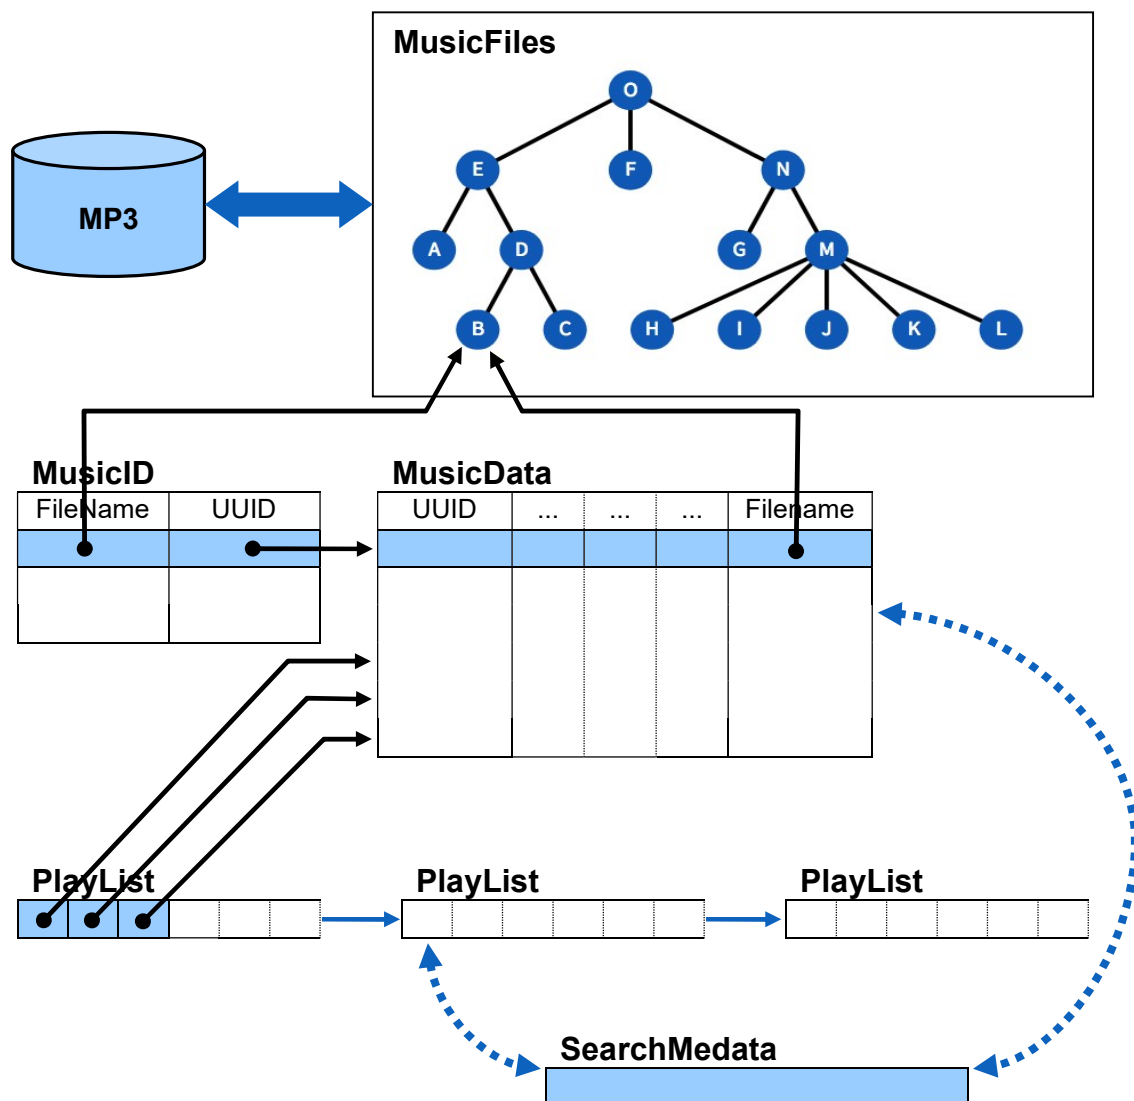 MusicFiles
O
MP3
E F N
A D G M
B C H I J K L
MusicID
MusicData
FileName UUID
UUID ... ... ... Filename
PlayList
PlayList
PlayList
SearchMedata